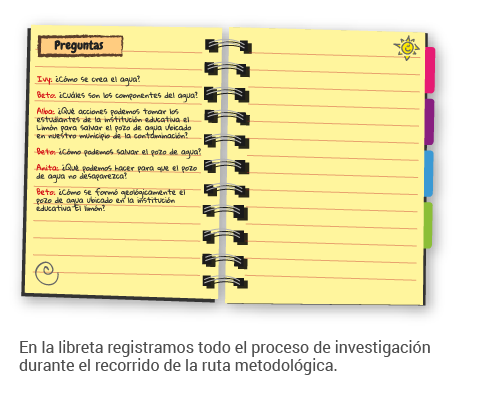 Preguntas
Ivy: ¿Cómo se crea el agua?
Beto: ¿Cuáles son los componentes del agua?
Alba: ¿Qué acciones podemos tomar los
estudiantes de la institución educativa el
Limón para salvar el pozo de agua ubicado
en nuestro municipio de la contaminación?
Beto: ¿Cómo podemos salvar el pozo de agua?
Anita: ¿Qué podemos hacer para que el pozo
de agua no desaparezca?
Beto: ¿Cómo se formó geológicamente el
pozo de agua ubicado en la institución
educativa El limón?
En la libreta registramos todo el proceso de investigación
durante el recorrido de la ruta metodológica.